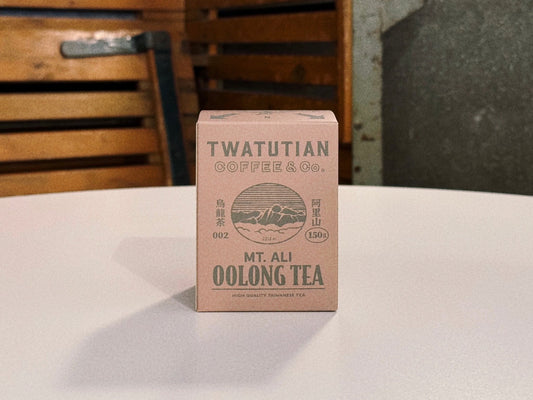 TWATUTIAN
COFFEE & Co.
烏龍茶
阿里山
002
150g
MT. ALI
OOLONG TEA
HIGH QUALITY TAIWANESE TEA